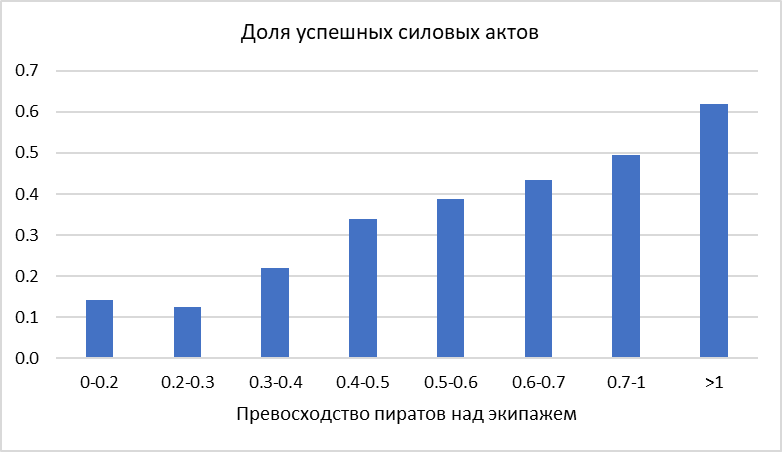 Доля успешных силовых актов
0.7
0.6
0.5
0.4
0.3
0.2
0.1
0.0
0-0.2 0.2-0.3 0.3-0.4 0.4-0.5 0.5-0.6 0.6-0.7 0.7-1 >1
Превосходство пиратов над экипажем